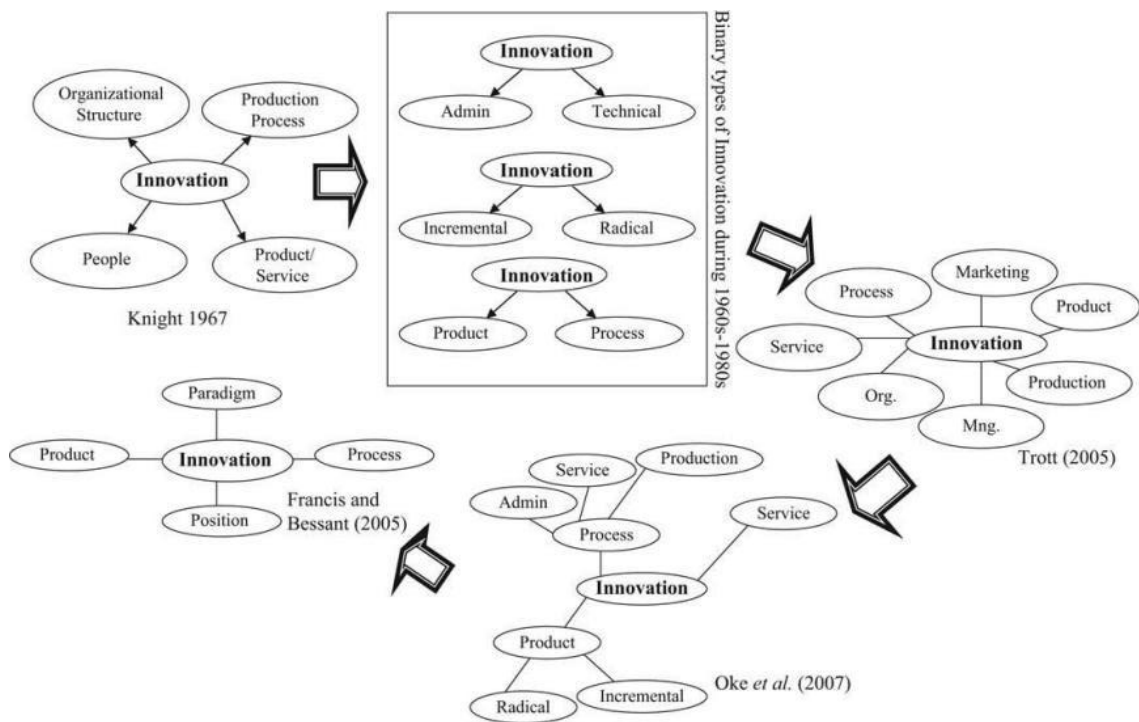 Organizational
Structure
Production
Process
Innovation
People
Product/
Service
Knight 1967
Innovation
Admin
Technical
Innovation
Incremental
Radical
Innovation
Product
Process
Binary types of Innovation during 1960s-1980s
Marketing
Process
Product
Innovation
Service
Production
Org.
Mng.
Trott (2005)
Production
Service
Admin
Service
Process
Innovation
Product
Radical
Incremental
Oke et al. (2007)
Paradigm
Product
Innovation
Process
Position
Francis and
Bessant (2005)